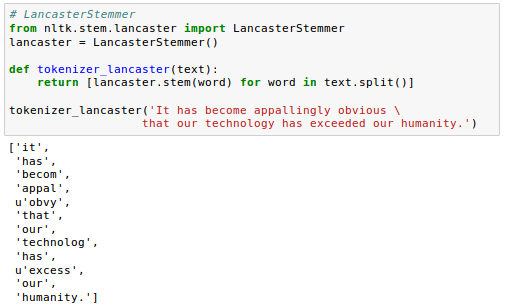 # LancasterStemmer
from nltk.stem.lancaster import LancasterStemmer
lancaster = LancasterStemmer()

def tokenizer_lancaster(text):
    return [lancaster.stem(word) for word in text.split()]

tokenizer_lancaster('It has become appallingly obvious \
                    that our technology has exceeded our humanity.')
['it',
 'has',
 'becom',
 'appal',
 u'obvy',
 'that',
 'our',
 'technolog',
 'has',
 u'excess',
 'our',
 'humanity.']